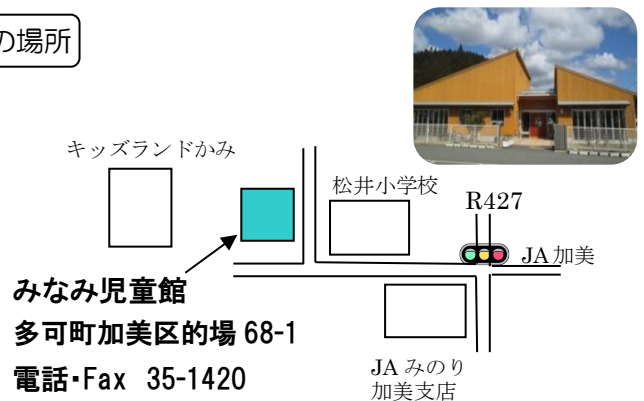 の場所
キッズランドかみ
松井小学校
R427
JA加美
みなみ児童館
多可町加美区的場 68-1
電話・Fax 35-1420
JA みのり
加美支店